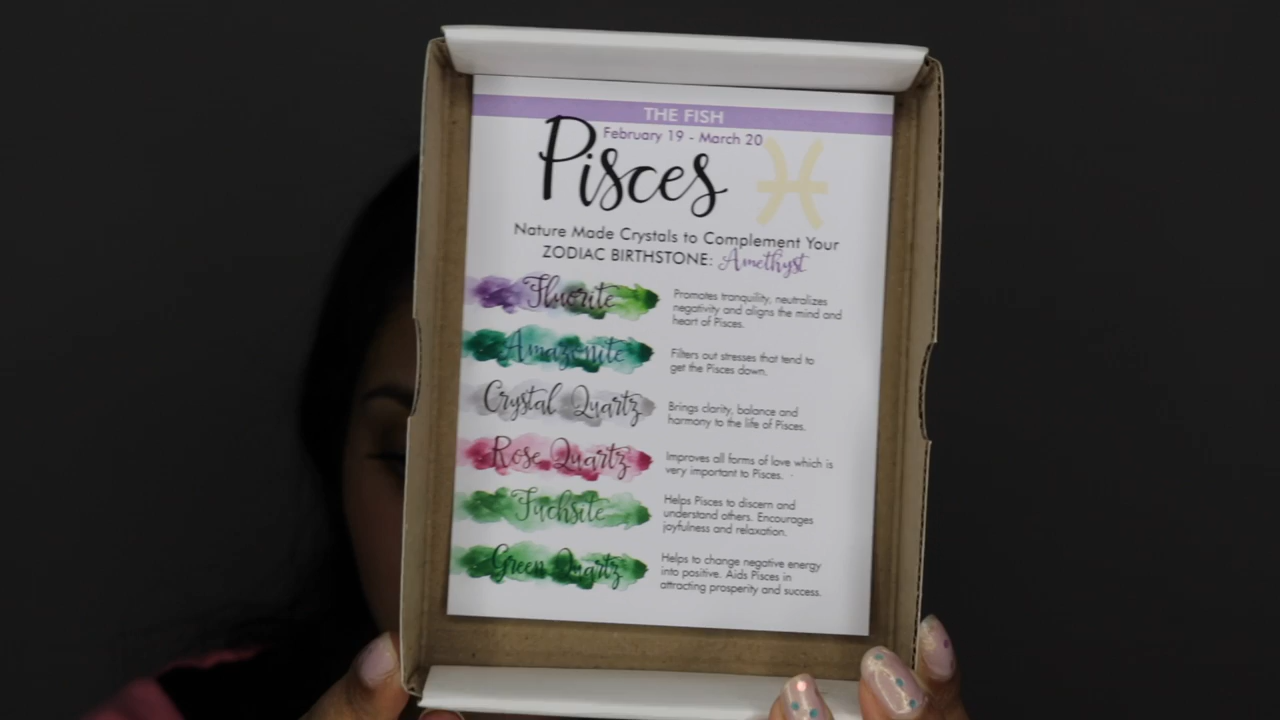 THE FISH
February 19 - March 20
Pisces
Nature Made Crystals to Complement Your
ZODIAC BIRTHSTONE: Amethyst
Fluorite
Promotes tranquility, neutralizes
negativity and aligns the mind and
heart of Pisces.
Amazonite
Filters out stresses that tend to
get the Pisces down.
Crystal Quartz
Brings clarity, balance and
harmony to the life of Pisces.
Rose Quartz
Improves all forms of love which is
very important to Pisces.
Fuchsite
Helps Pisces to discern and
understand others. Encourages
joyfulness and relaxation.
Green Quartz
Helps to change negative energy
into positive. Aids Pisces in
attracting prosperity and success.